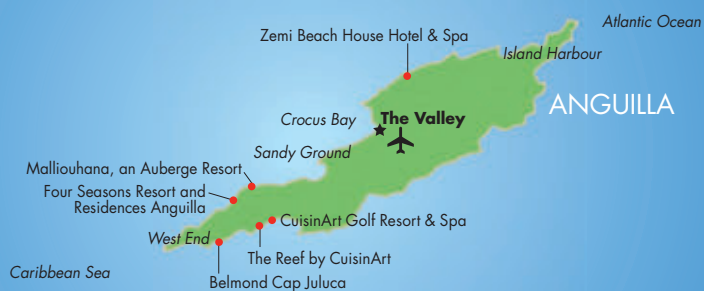 Atlantic Ocean
Zemi Beach House Hotel & Spa
Island Harbour
ANGUILLA
Crocus Bay
The Valley
Sandy Ground
Malliouhana, an Auberge Resort
Four Seasons Resort and
Residences Anguilla
CuisinArt Golf Resort & Spa
West End
The Reef by CuisinArt
Caribbean Sea
Belmond Cap Juluca